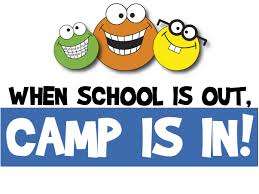 WHEN SCHOOL IS OUT,
CAMP IS IN!